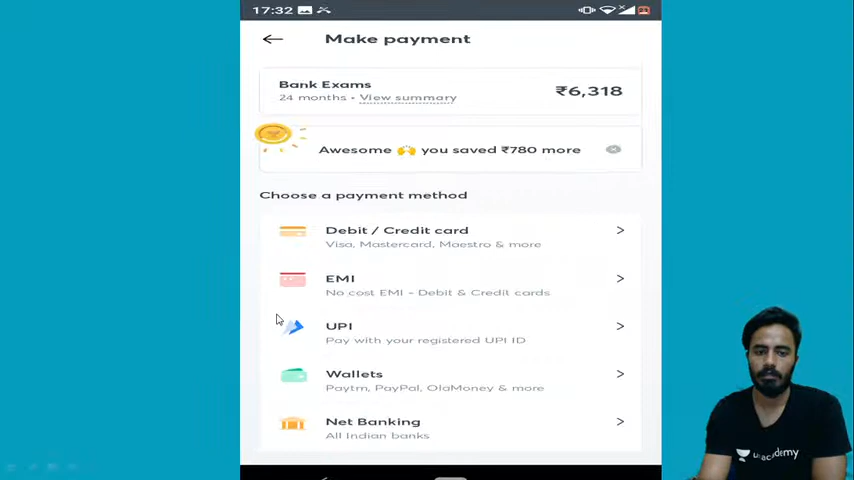 17:32
Make payment
Bank Exams
24 months • View summary
₹6,318
Awesome 🙌 you saved ₹780 more
Choose a payment method
Debit / Credit card
Visa, Mastercard, Maestro & more
EMI
No cost EMI - Debit & Credit cards
UPI
Pay with your registered UPI ID
Wallets
Paytm, PayPal, OlaMoney & more
Net Banking
All Indian banks
unacademy